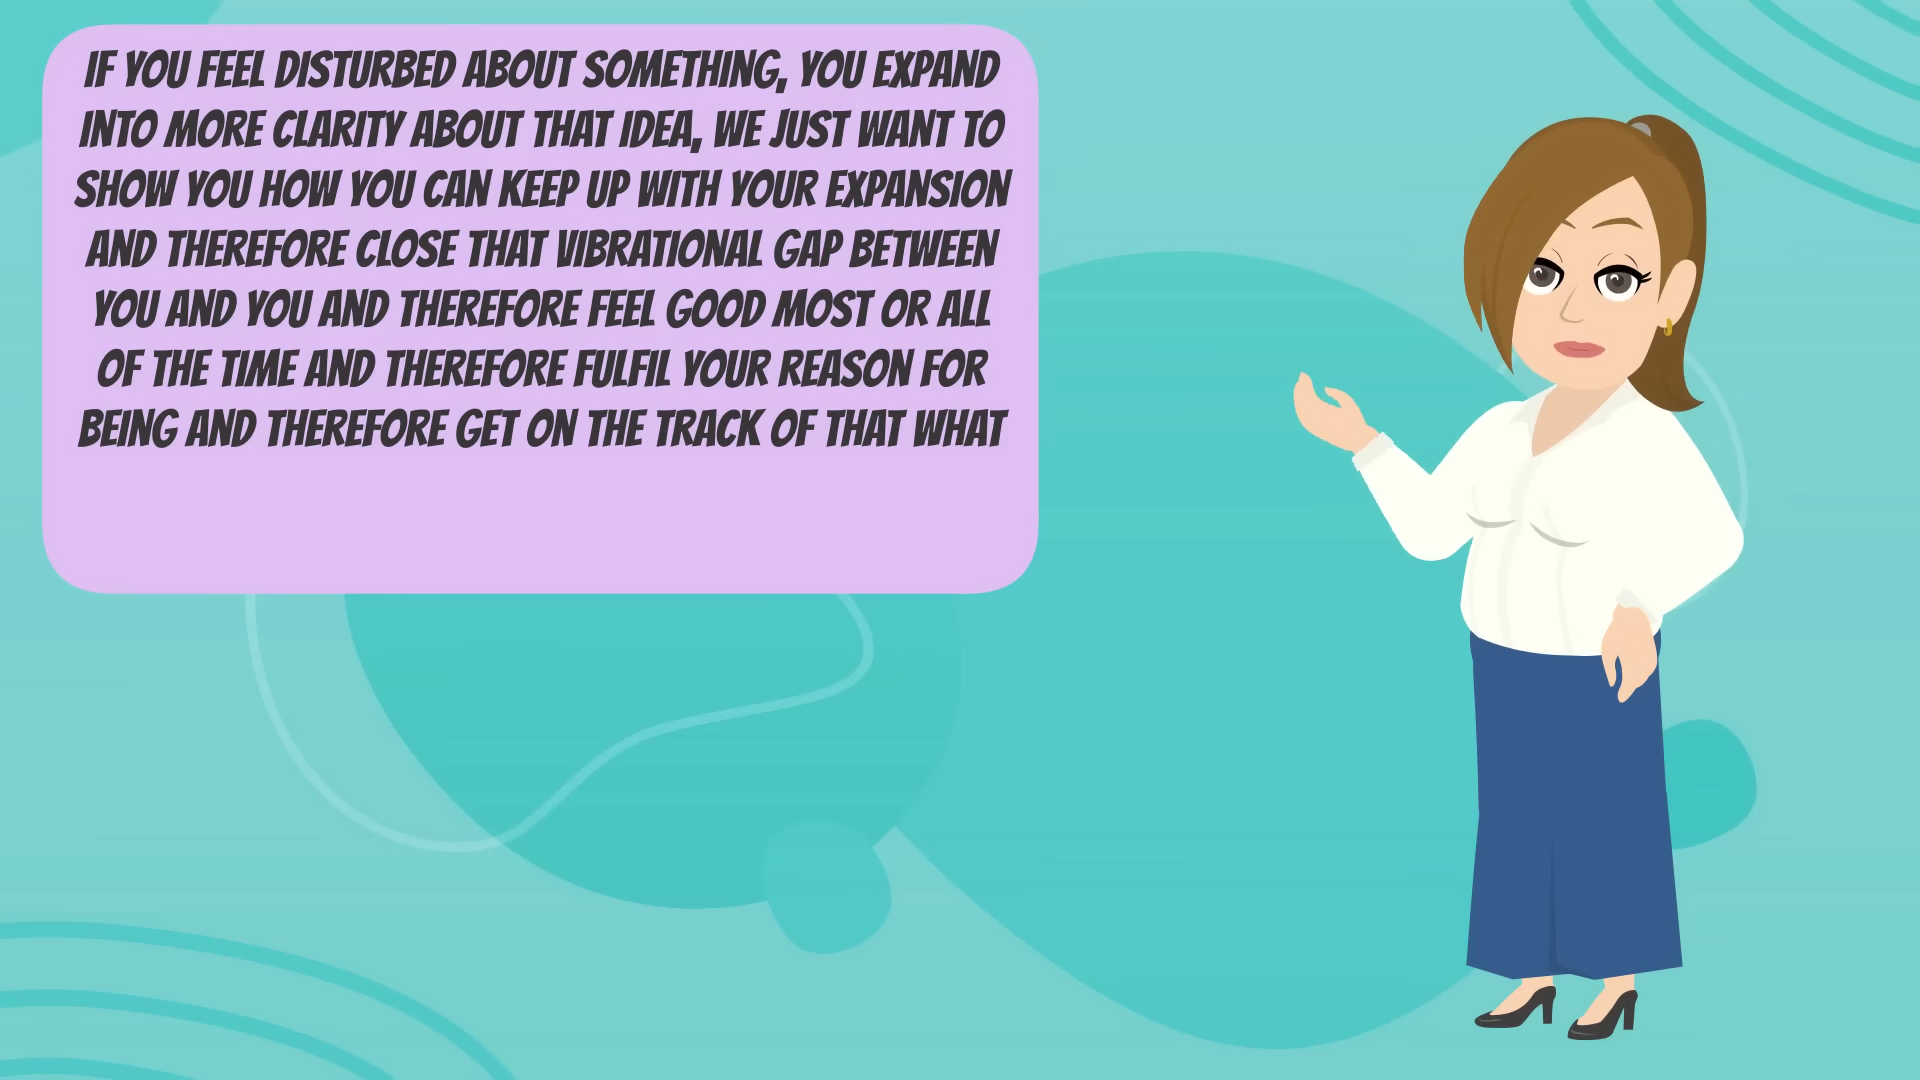 IF YOU FEEL DISTURBED ABOUT SOMETHING, YOU EXPAND
INTO MORE CLARITY ABOUT THAT IDEA, WE JUST WANT TO
SHOW YOU HOW YOU CAN KEEP UP WITH YOUR EXPANSION
AND THEREFORE CLOSE THAT VIBRATIONAL GAP BETWEEN
YOU AND YOU AND THEREFORE FEEL GOOD MOST OR ALL
OF THE TIME AND THEREFORE FULFIL YOUR REASON FOR
BEING AND THEREFORE GET ON THE TRACK OF THAT WHAT